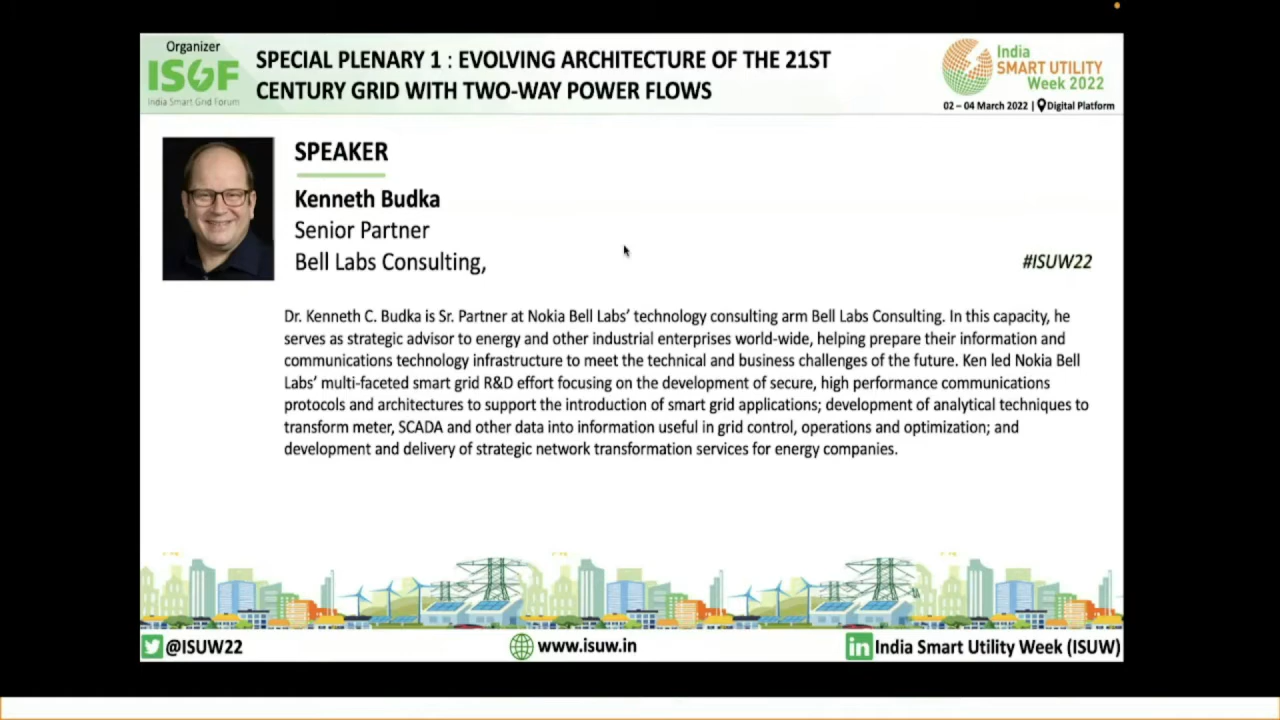 Organizer
ISGF
India Smart Grid Forum
SPECIAL PLENARY 1 : EVOLVING ARCHITECTURE OF THE 21ST
CENTURY GRID WITH TWO-WAY POWER FLOWS
India
SMART UTILITY
Week 2022
02 – 04 March 2022 | Digital Platform
SPEAKER
Kenneth Budka
Senior Partner
Bell Labs Consulting,
#ISUW22
Dr. Kenneth C. Budka is Sr. Partner at Nokia Bell Labs’ technology consulting arm Bell Labs Consulting. In this capacity, he
serves as strategic advisor to energy and other industrial enterprises world-wide, helping prepare their information and
communications technology infrastructure to meet the technical and business challenges of the future. Ken led Nokia Bell
Labs’ multi-faceted smart grid R&D effort focusing on the development of secure, high performance communications
protocols and architectures to support the introduction of smart grid applications; development of analytical techniques to
transform meter, SCADA and other data into information useful in grid control, operations and optimization; and
development and delivery of strategic network transformation services for energy companies.
@ISUW22
www.isuw.in
in India Smart Utility Week (ISUW)